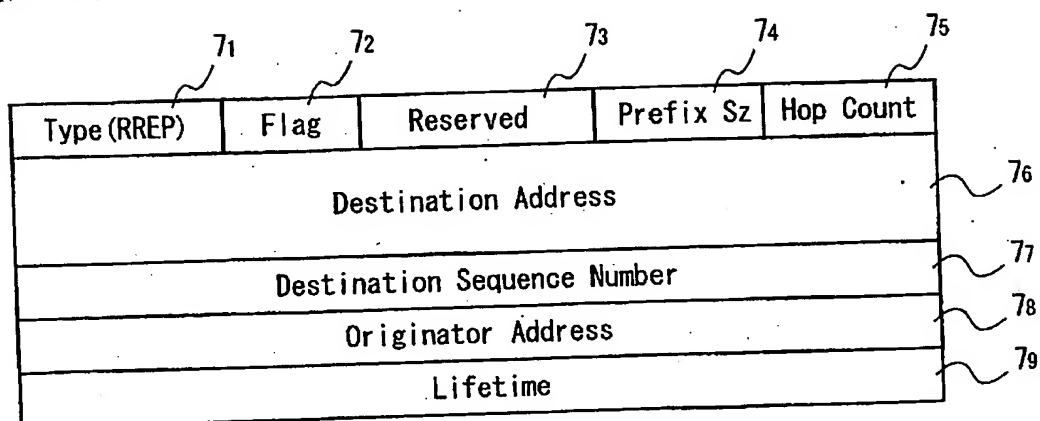 71 72 73 74 75
Type(RREP) Flag Reserved Prefix Sz Hop Count
Destination Address 76
Destination Sequence Number 77
Originator Address 78
Lifetime 79